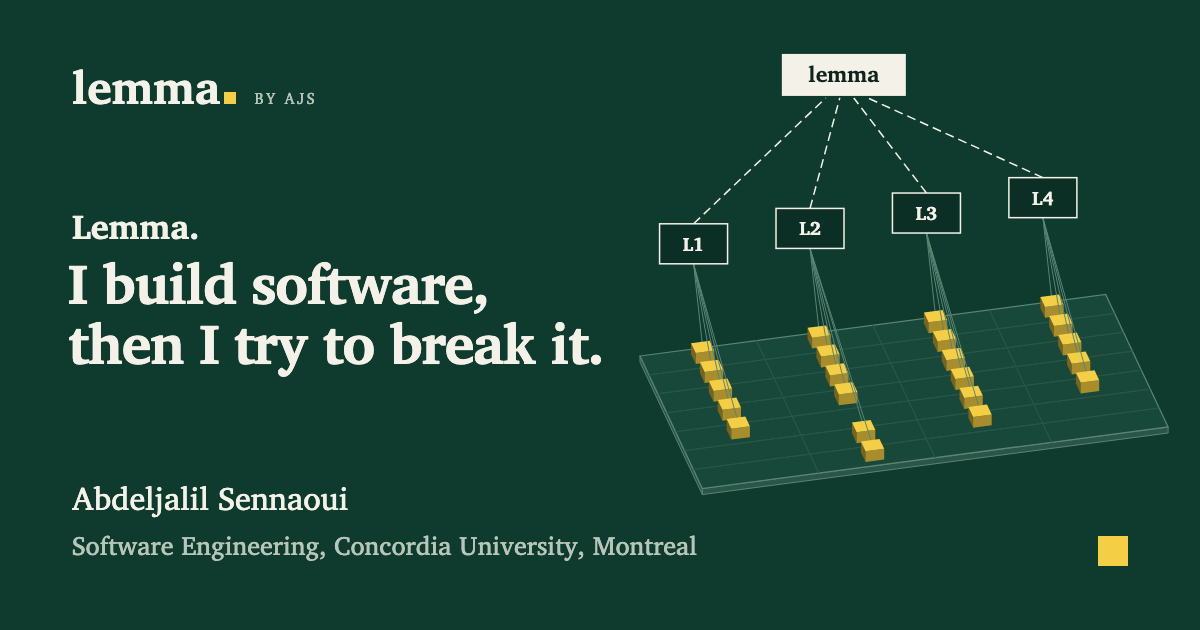 lemma.
BY AJS
Lemma.
I build software,
then I try to break it.
Abdeljalil Sennaoui
Software Engineering, Concordia University, Montreal
lemma
L1
L2
L3
L4